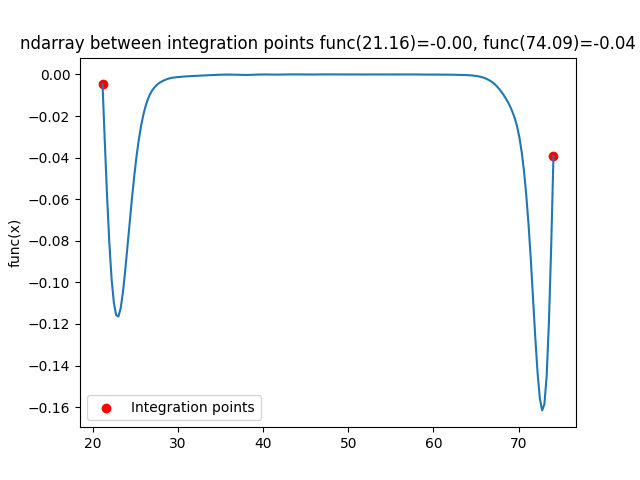 ndarray between integration points func(21.16)=-0.00, func(74.09)=-0.04
0.00
−0.02
−0.04
−0.06
−0.08
−0.10
−0.12
−0.14
−0.16
func(x)
Integration points
20 30 40 50 60 70